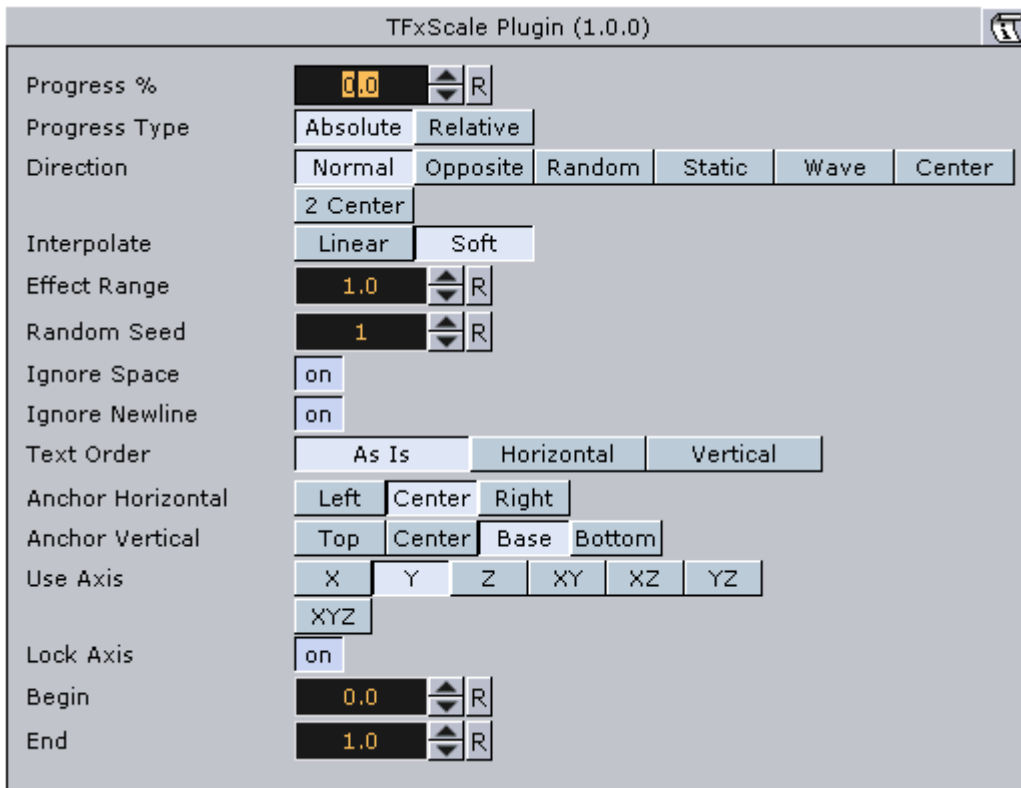 TFxScale Plugin (1.0.0)
Progress % 0.0 R
Progress Type Absolute Relative
Direction Normal Opposite Random Static Wave Center
2 Center
Interpolate Linear Soft
Effect Range 1.0 R
Random Seed 1 R
Ignore Space on
Ignore Newline on
Text Order As Is Horizontal Vertical
Anchor Horizontal Left Center Right
Anchor Vertical Top Center Base Bottom
Use Axis X Y Z XY XZ YZ
XYZ
Lock Axis on
Begin 0.0 R
End 1.0 R